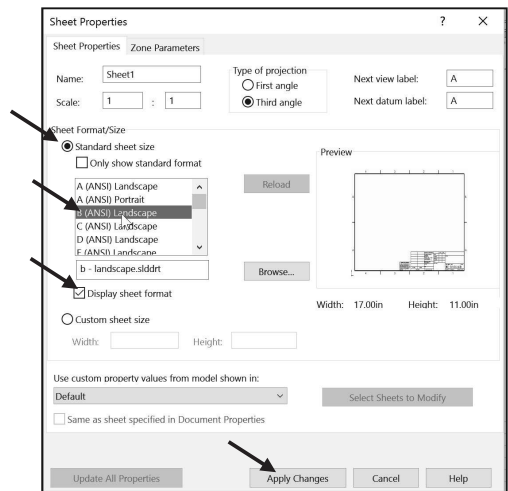 Sheet Properties ? X
Sheet Properties Zone Parameters
Name: Sheet1
Scale: 1 : 1
Type of projection
First angle
Third angle
Next view label: A
Next datum label: A
Sheet Format/Size
Standard sheet size
Only show standard format
A (ANSI) Landscape
A (ANSI) Portrait
B (ANSI) Landscape
C (ANSI) Landscape
D (ANSI) Landscape
E (ANSI) Landscape
b - landscape.slddrt
Display sheet format
Custom sheet size
Width: Height:
Reload
Browse...
Preview
Width: 17.00in Height: 11.00in
Use custom property values from model shown in:
Default
Select Sheets to Modify
Same as sheet specified in Document Properties
Update All Properties Apply Changes Cancel Help